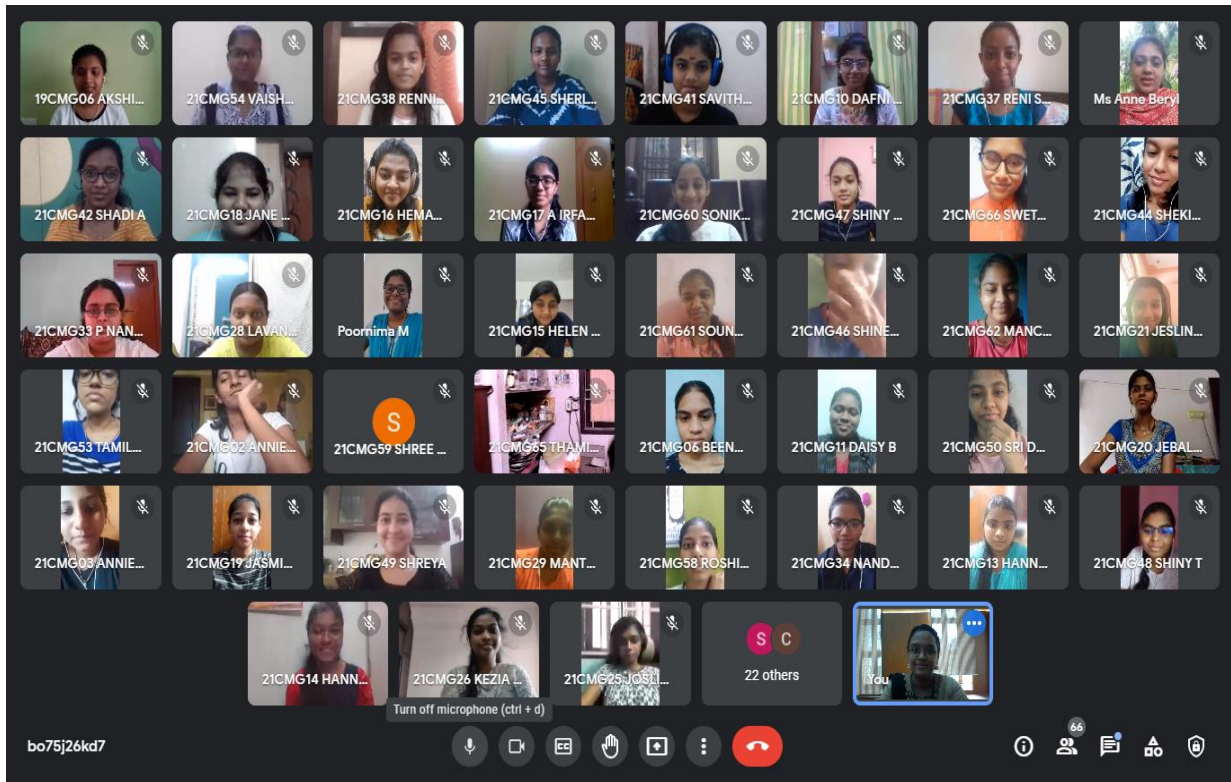 19CMG06 AKSHI...
21CMG54 VAISH...
21CMG38 RENNI...
21CMG45 SHERL...
21CMG41 SAVITH...
21CMG10 DAFNI ...
21CMG37 RENI S...
Ms Anne Beryl
21CMG42 SHADI A
21CMG18 JANE ...
21CMG16 HEMA...
21CMG17 A IRFA...
21CMG60 SONIK...
21CMG47 SHINY ...
21CMG66 SWET...
21CMG44 SHEKI...
21CMG33 P NAN...
21CMG28 LAVAN...
Poornima M
21CMG15 HELEN ...
21CMG61 SOUN...
21CMG46 SHINE...
21CMG62 MANC...
21CMG21 JESLIN...
21CMG53 TAMIL...
21CMG02 ANNIE...
S
21CMG59 SHREE ...
21CMG65 THAMI...
21CMG06 BEEN...
21CMG11 DAISY B
21CMG50 SRI D...
21CMG20 JEBAL...
21CMG03 ANNIE...
21CMG19 JASMI...
21CMG49 SHREYA
21CMG29 MANT...
21CMG58 ROSHI...
21CMG34 NAND...
21CMG13 HANN...
21CMG48 SHINY T
21CMG14 HANN...
21CMG26 KEZIA ...
21CMG25 JOSLI...
S C
22 others
You
Turn off microphone (ctrl + d)
bo75j26kd7
CC
66